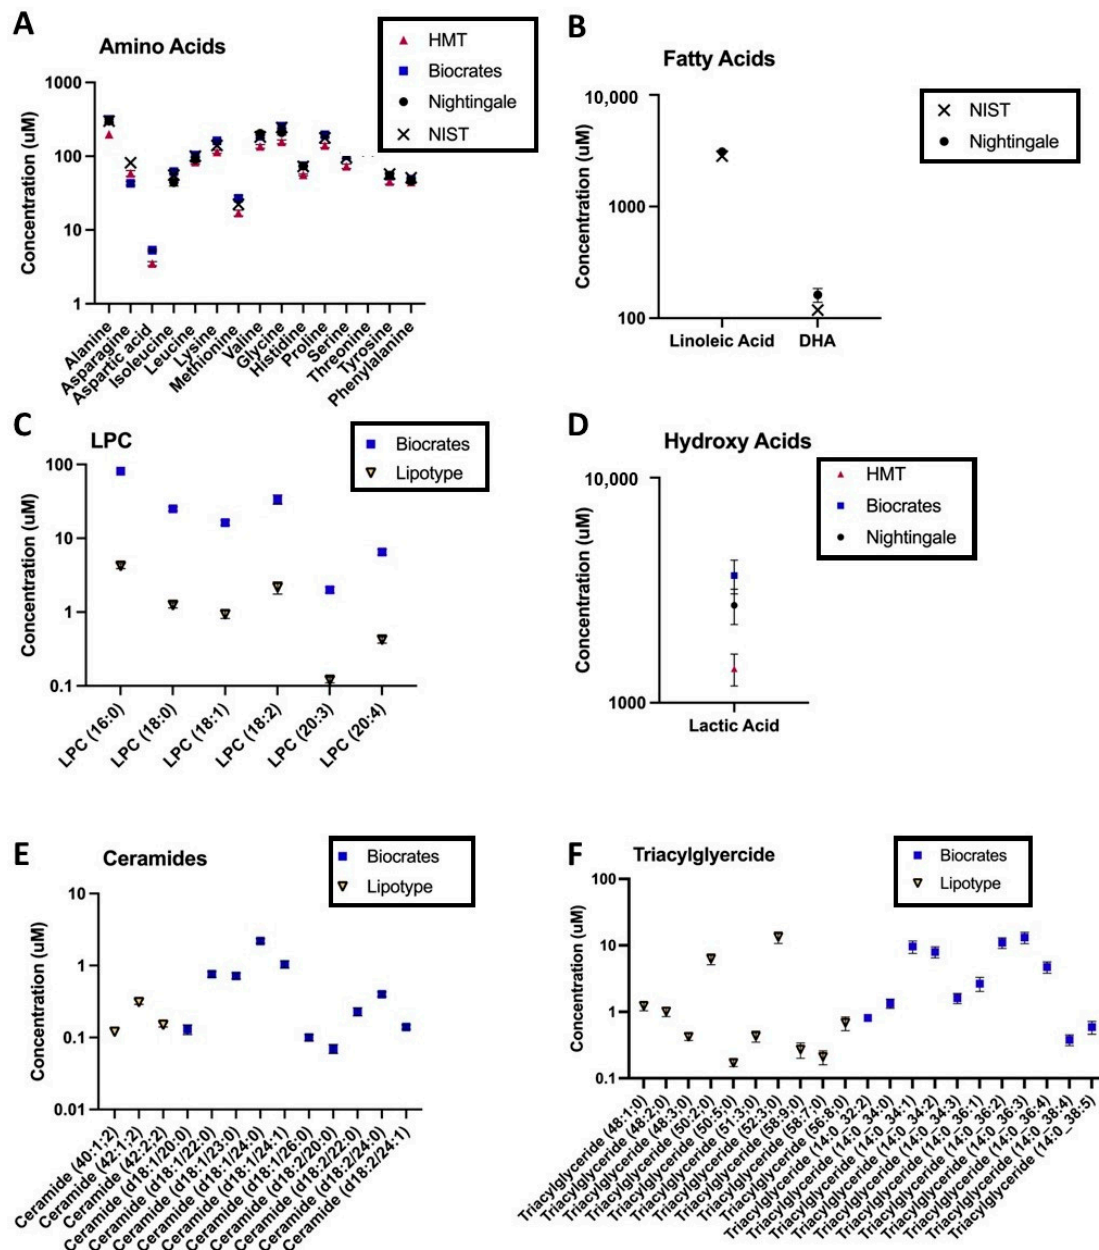 A
Amino Acids
HMT
Biocrates
Nightingale
NIST
Concentration (uM)
1000
100
10
1
Alanine
Asparagine
Aspartic acid
Isoleucine
Leucine
Lysine
Methionine
Valine
Glycine
Histidine
Proline
Serine
Threonine
Tyrosine
Phenylalanine
B
Fatty Acids
NIST
Nightingale
Concentration (uM)
10,000
1000
100
Linoleic Acid
DHA
C
LPC
Biocrates
Lipotype
Concentration (uM)
100
10
1
0.1
LPC (16:0)
LPC (18:0)
LPC (18:1)
LPC (18:2)
LPC (20:3)
LPC (20:4)
D
Hydroxy Acids
HMT
Biocrates
Nightingale
Concentration (uM)
10,000
1000
Lactic Acid
E
Ceramides
Biocrates
Lipotype
Concentration (uM)
10
1
0.1
0.01
Ceramide (40:1;2)
Ceramide (42:1;2)
Ceramide (42:2;2)
Ceramide (d18:1/20:0)
Ceramide (d18:1/22:0)
Ceramide (d18:1/23:0)
Ceramide (d18:1/24:0)
Ceramide (d18:1/24:1)
Ceramide (d18:1/26:0)
Ceramide (d18:2/20:0)
Ceramide (d18:2/22:0)
Ceramide (d18:2/24:0)
Ceramide (d18:2/24:1)
F
Triacylglyercide
Biocrates
Lipotype
Concentration (uM)
100
10
1
0.1
Triacylglyceride (48:1;0)
Triacylglyceride (48:2:0)
Triacylglyceride (48:3;0)
Triacylglyceride (50:2:0)
Triacylglyceride (50:5;0)
Triacylglyceride (51:3;0)
Triacylglyceride (52:3;0)
Triacylglyceride (58:9;0)
Triacylglyceride (56:7:0)
Triacylglyceride (56:8:0)
Triacylglyceride (14:0_32:2)
Triacylglyceride (14:0_34:0)
Triacylglyceride (14:0_34:1)
Triacylglyceride (14:0_34:2)
Triacylglyceride (14:0_34:3)
Triacylglyceride (14:0_36:1)
Triacylglyceride (14:0_36:2)
Triacylglyceride (14:0_36:3)
Triacylglyceride (14:0_36:4)
Triacylglyceride (14:0_38:4)
Triacylglyceride (14:0_38:5)